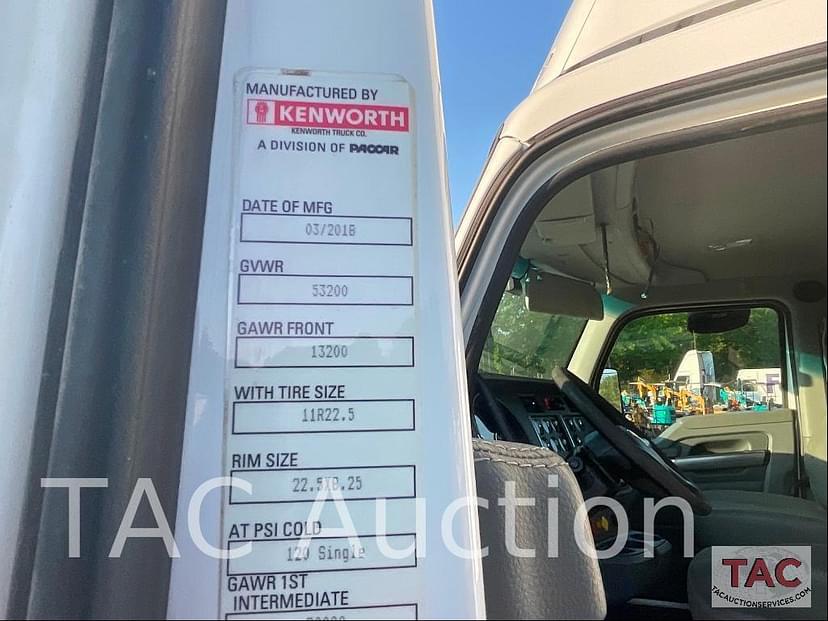 MANUFACTURED BY
KENWORTH
KENWORTH TRUCK CO.
A DIVISION OF PACCAR
DATE OF MFG
03/2018
GVWR
53200
GAWR FRONT
13200
WITH TIRE SIZE
11R22.5
RIM SIZE
22.5X8.25
TAC Auction
AT PSI COLD
120 Single
GAWR 1ST
INTERMEDIATE
TAC
TACAUCTIONSERVICES.COM